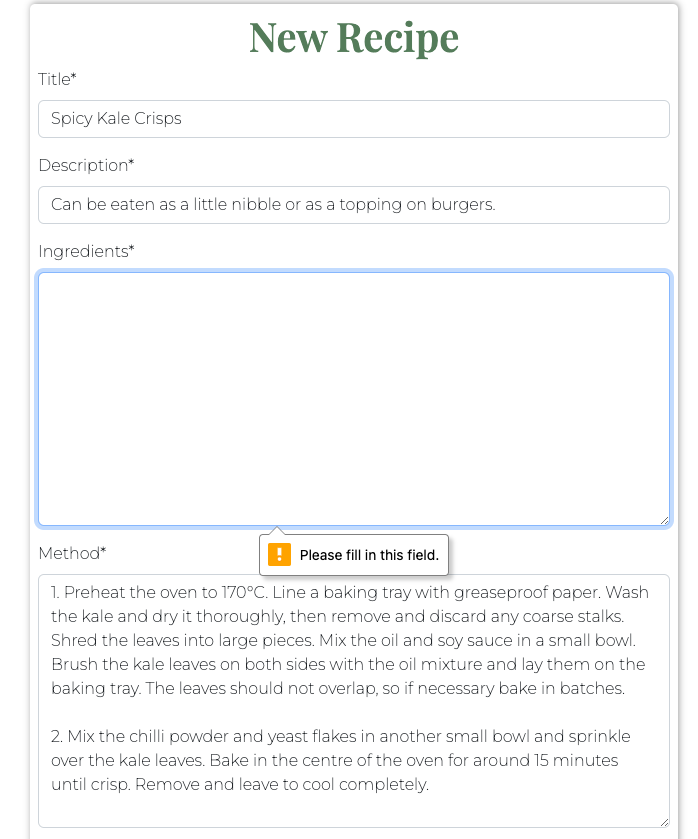 New Recipe
Title*
Spicy Kale Crisps
Description*
Can be eaten as a little nibble or as a topping on burgers.
Ingredients*
Please fill in this field.
Method*
1. Preheat the oven to 170°C. Line a baking tray with greaseproof paper. Wash
the kale and dry it thoroughly, then remove and discard any coarse stalks.
Shred the leaves into large pieces. Mix the oil and soy sauce in a small bowl.
Brush the kale leaves on both sides with the oil mixture and lay them on the
baking tray. The leaves should not overlap, so if necessary bake in batches.
2. Mix the chilli powder and yeast flakes in another small bowl and sprinkle
over the kale leaves. Bake in the centre of the oven for around 15 minutes
until crisp. Remove and leave to cool completely.